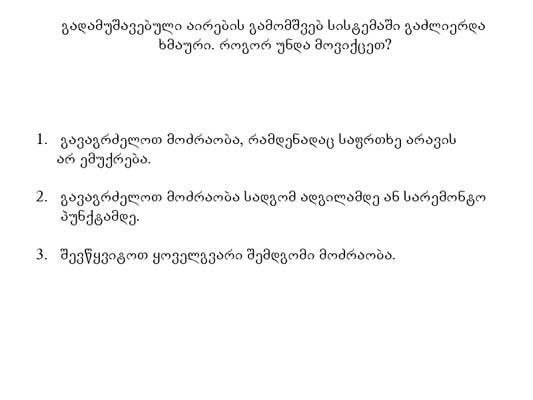 გადამუშავებული აირების გამომშვებ სისტემაში გაძლიერდა
ხმაური. როგორ უნდა მოვიქცეთ?
1. გავაგრძელოთ მოძრაობა, რამდენადაც საფრთხე არავის
არ ემუქრება.
2. გავაგრძელოთ მოძრაობა სადგომ ადგილამდე ან სარემონტო
პუნქტამდე.
3. შევწყვიტოთ ყოველგვარი შემდგომი მოძრაობა.